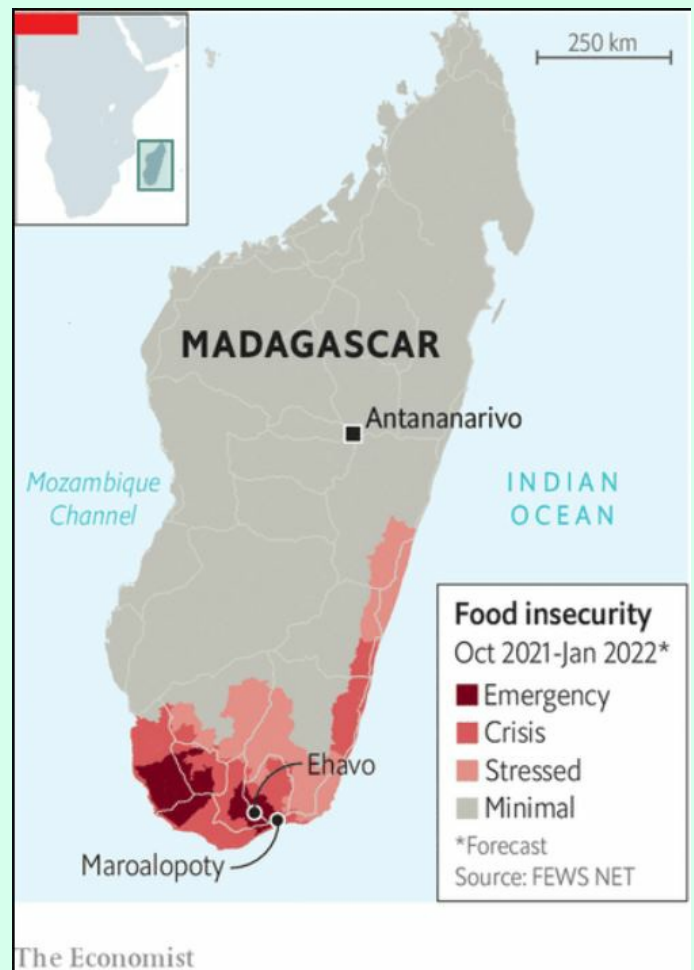 250 km
MADAGASCAR
Antananarivo
Mozambique
Channel
INDIAN
OCEAN
Food insecurity
Oct 2021-Jan 2022*
Emergency
Crisis
Stressed
Minimal
*Forecast
Source: FEWS NET
Ehavo
Maroalopoty
The Economist